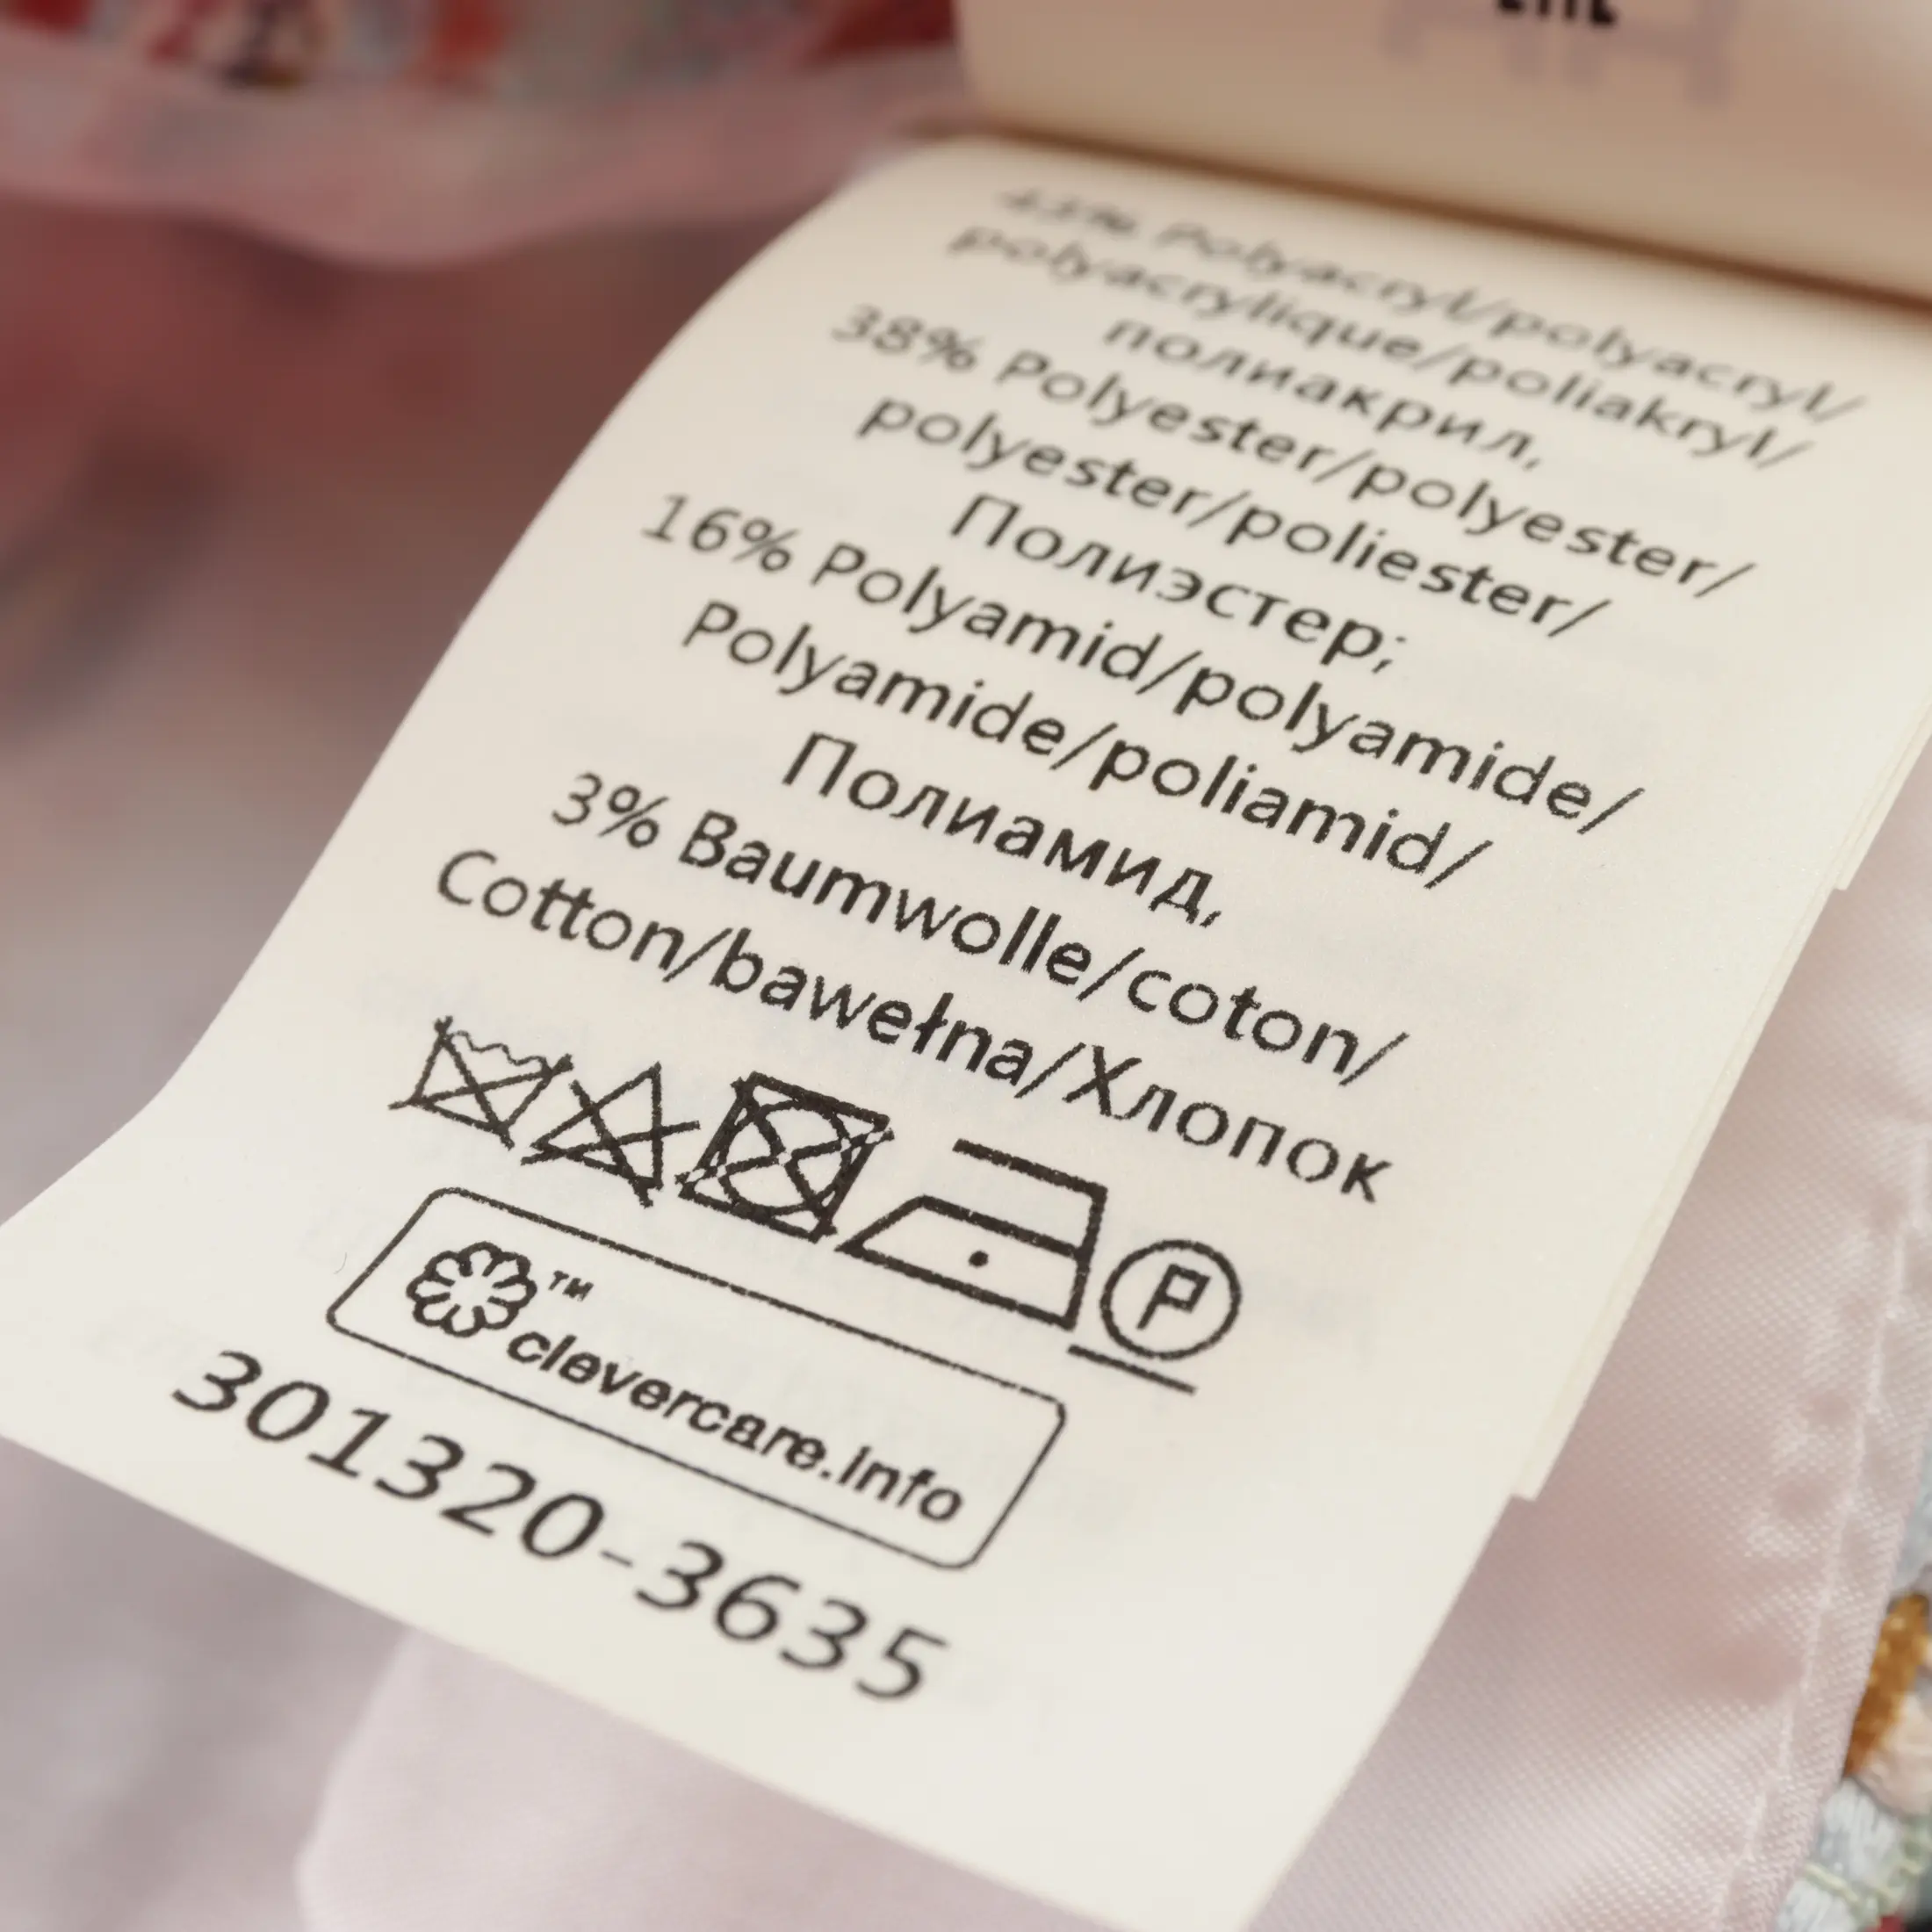 Polyacryl/polyacryl/
polyacrylique/poliakryl/
полиакрил,
38% Polyester/polyester/
polyester/poliester/
Полиэстер;
16% Polyamid/polyamide/
Polyamide/poliamid/
Полиамид,
3% Baumwolle/coton/
Cotton/bawełna/Хлопок
P
™
clevercare.info
301320-3635